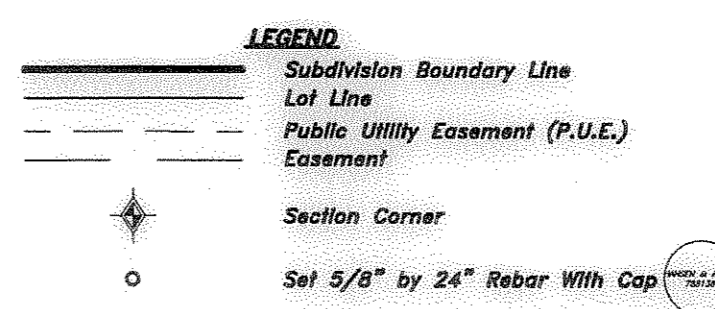 LEGEND
Subdivision Boundary Line
Lot Line
Public Utility Easement (P.U.E.)
Easement
Section Corner
Set 5/8" by 24" Rebar With Cap